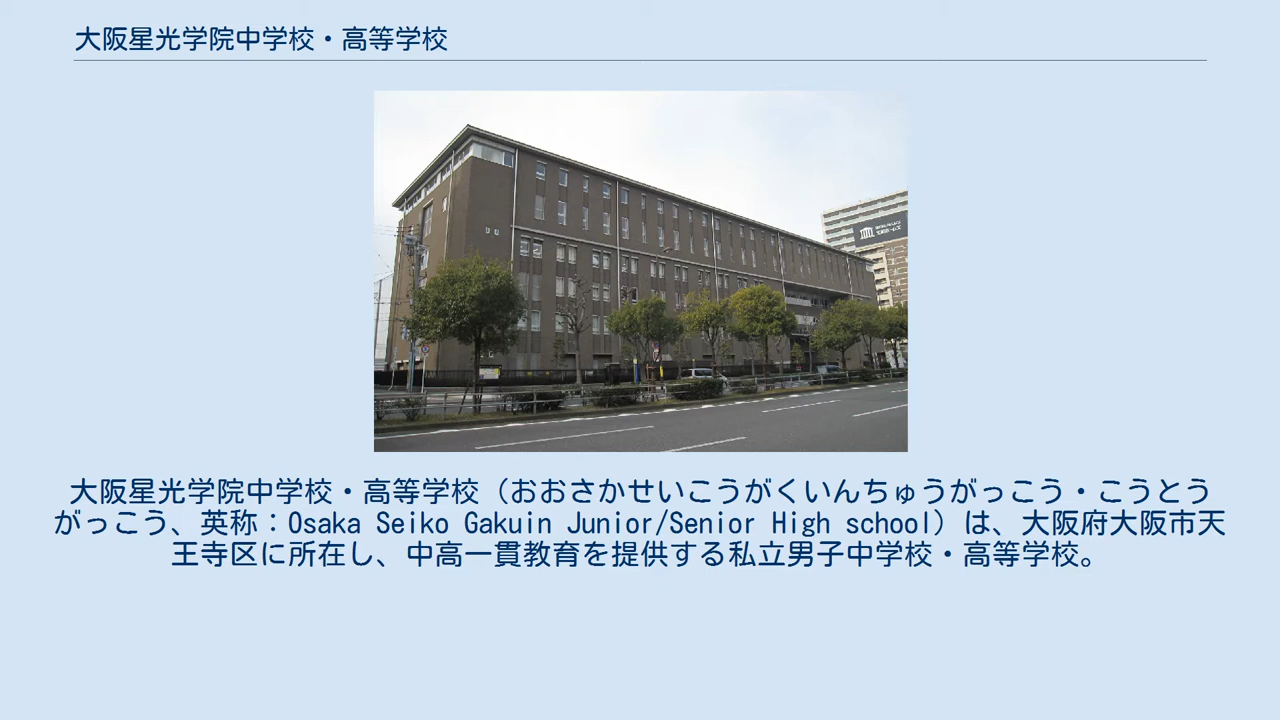 大阪星光学院中学校・高等学校
大阪星光学院中学校・高等学校（おおさかせいこうがくいんちゅうがっこう・こうとう
がっこう、英称：Osaka Seiko Gakuin Junior/Senior High school）は、大阪府大阪市天
王寺区に所在し、中高一貫教育を提供する私立男子中学校・高等学校。